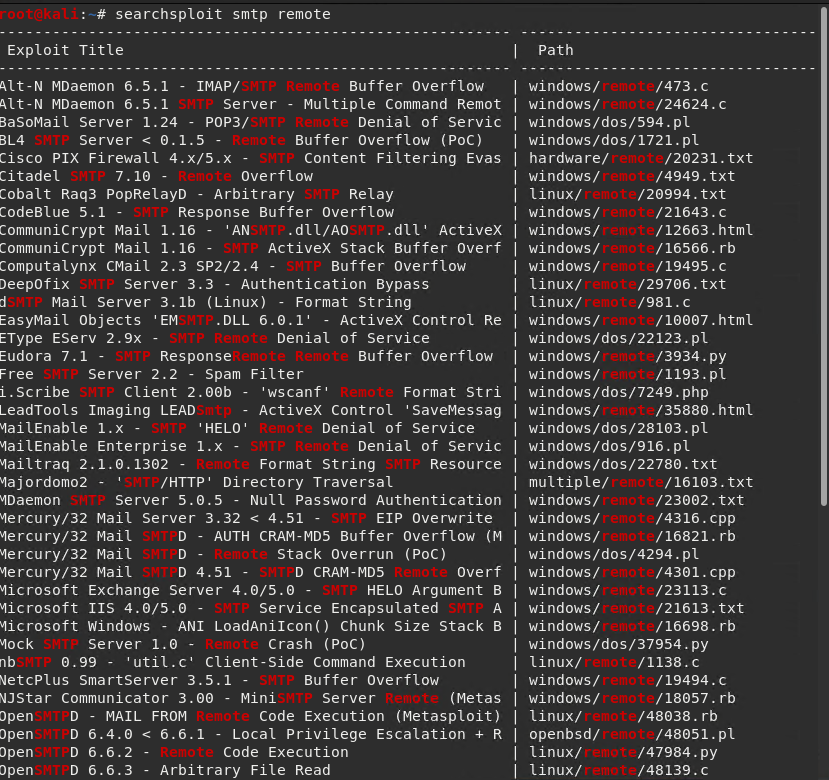 root@kali:~# searchsploit smtp remote
------------------------------------------------------- ---------------------------------
Exploit Title | Path
------------------------------------------------------- ---------------------------------
Alt-N MDaemon 6.5.1 - IMAP/SMTP Remote Buffer Overflow | windows/remote/473.c
Alt-N MDaemon 6.5.1 SMTP Server - Multiple Command Remot | windows/remote/24624.c
BaSoMail Server 1.24 - POP3/SMTP Remote Denial of Servic | windows/dos/594.pl
BL4 SMTP Server < 0.1.5 - Remote Buffer Overflow (PoC) | windows/dos/1721.pl
Cisco PIX Firewall 4.x/5.x - SMTP Content Filtering Evas | hardware/remote/20231.txt
Citadel SMTP 7.10 - Remote Overflow | windows/remote/4949.txt
Cobalt Raq3 PopRelayD - Arbitrary SMTP Relay | linux/remote/20994.txt
CodeBlue 5.1 - SMTP Response Buffer Overflow | windows/remote/21643.c
CommuniCrypt Mail 1.16 - 'ANSMTP.dll/AOSMTP.dll' ActiveX | windows/remote/12663.html
CommuniCrypt Mail 1.16 - SMTP ActiveX Stack Buffer Overf | windows/remote/16566.rb
Computalynx CMail 2.3 SP2/2.4 - SMTP Buffer Overflow | windows/remote/19495.c
DeepOfix SMTP Server 3.3 - Authentication Bypass | linux/remote/29706.txt
dSMTP Mail Server 3.1b (Linux) - Format String | linux/remote/981.c
EasyMail Objects 'EMSMTP.DLL 6.0.1' - ActiveX Control Re | windows/remote/10007.html
EType EServ 2.9x - SMTP Remote Denial of Service | windows/dos/22123.pl
Eudora 7.1 - SMTP ResponseRemote Remote Buffer Overflow | windows/remote/3934.py
Free SMTP Server 2.2 - Spam Filter | windows/remote/1193.pl
i.Scribe SMTP Client 2.00b - 'wscanf' Remote Format Stri | windows/dos/7249.php
LeadTools Imaging LEADSmtp - ActiveX Control 'SaveMessag | windows/remote/35880.html
MailEnable 1.x - SMTP 'HELO' Remote Denial of Service | windows/dos/28103.pl
MailEnable Enterprise 1.x - SMTP Remote Denial of Servic | windows/dos/916.pl
Mailtraq 2.1.0.1302 - Remote Format String SMTP Resource | windows/dos/22780.txt
Majordomo2 - 'SMTP/HTTP' Directory Traversal | multiple/remote/16103.txt
MDaemon SMTP Server 5.0.5 - Null Password Authentication | windows/remote/23002.txt
Mercury/32 Mail Server 3.32 < 4.51 - SMTP EIP Overwrite | windows/remote/4316.cpp
Mercury/32 Mail SMTPD - AUTH CRAM-MD5 Buffer Overflow (M | windows/remote/16821.rb
Mercury/32 Mail SMTPD - Remote Stack Overrun (PoC) | windows/dos/4294.pl
Mercury/32 Mail SMTPD 4.51 - SMTPD CRAM-MD5 Remote Overf | windows/remote/4301.cpp
Microsoft Exchange Server 4.0/5.0 - SMTP HELO Argument B | windows/remote/23113.c
Microsoft IIS 4.0/5.0 - SMTP Service Encapsulated SMTP A | windows/remote/21613.txt
Microsoft Windows - ANI LoadAniIcon() Chunk Size Stack B | windows/remote/16698.rb
Mock SMTP Server 1.0 - Remote Crash (PoC) | windows/dos/37954.py
nbSMTP 0.99 - 'util.c' Client-Side Command Execution | linux/remote/1138.c
NetcPlus SmartServer 3.5.1 - SMTP Buffer Overflow | windows/remote/19494.c
NJStar Communicator 3.00 - MiniSMTP Server Remote (Metas | windows/remote/18057.rb
OpenSMTPD - MAIL FROM Remote Code Execution (Metasploit) | linux/remote/48038.rb
OpenSMTPD 6.4.0 < 6.6.1 - Local Privilege Escalation + R | openbsd/remote/48051.pl
OpenSMTPD 6.6.2 - Remote Code Execution | linux/remote/47984.py
OpenSMTPD 6.6.3 - Arbitrary File Read | linux/remote/48139.c